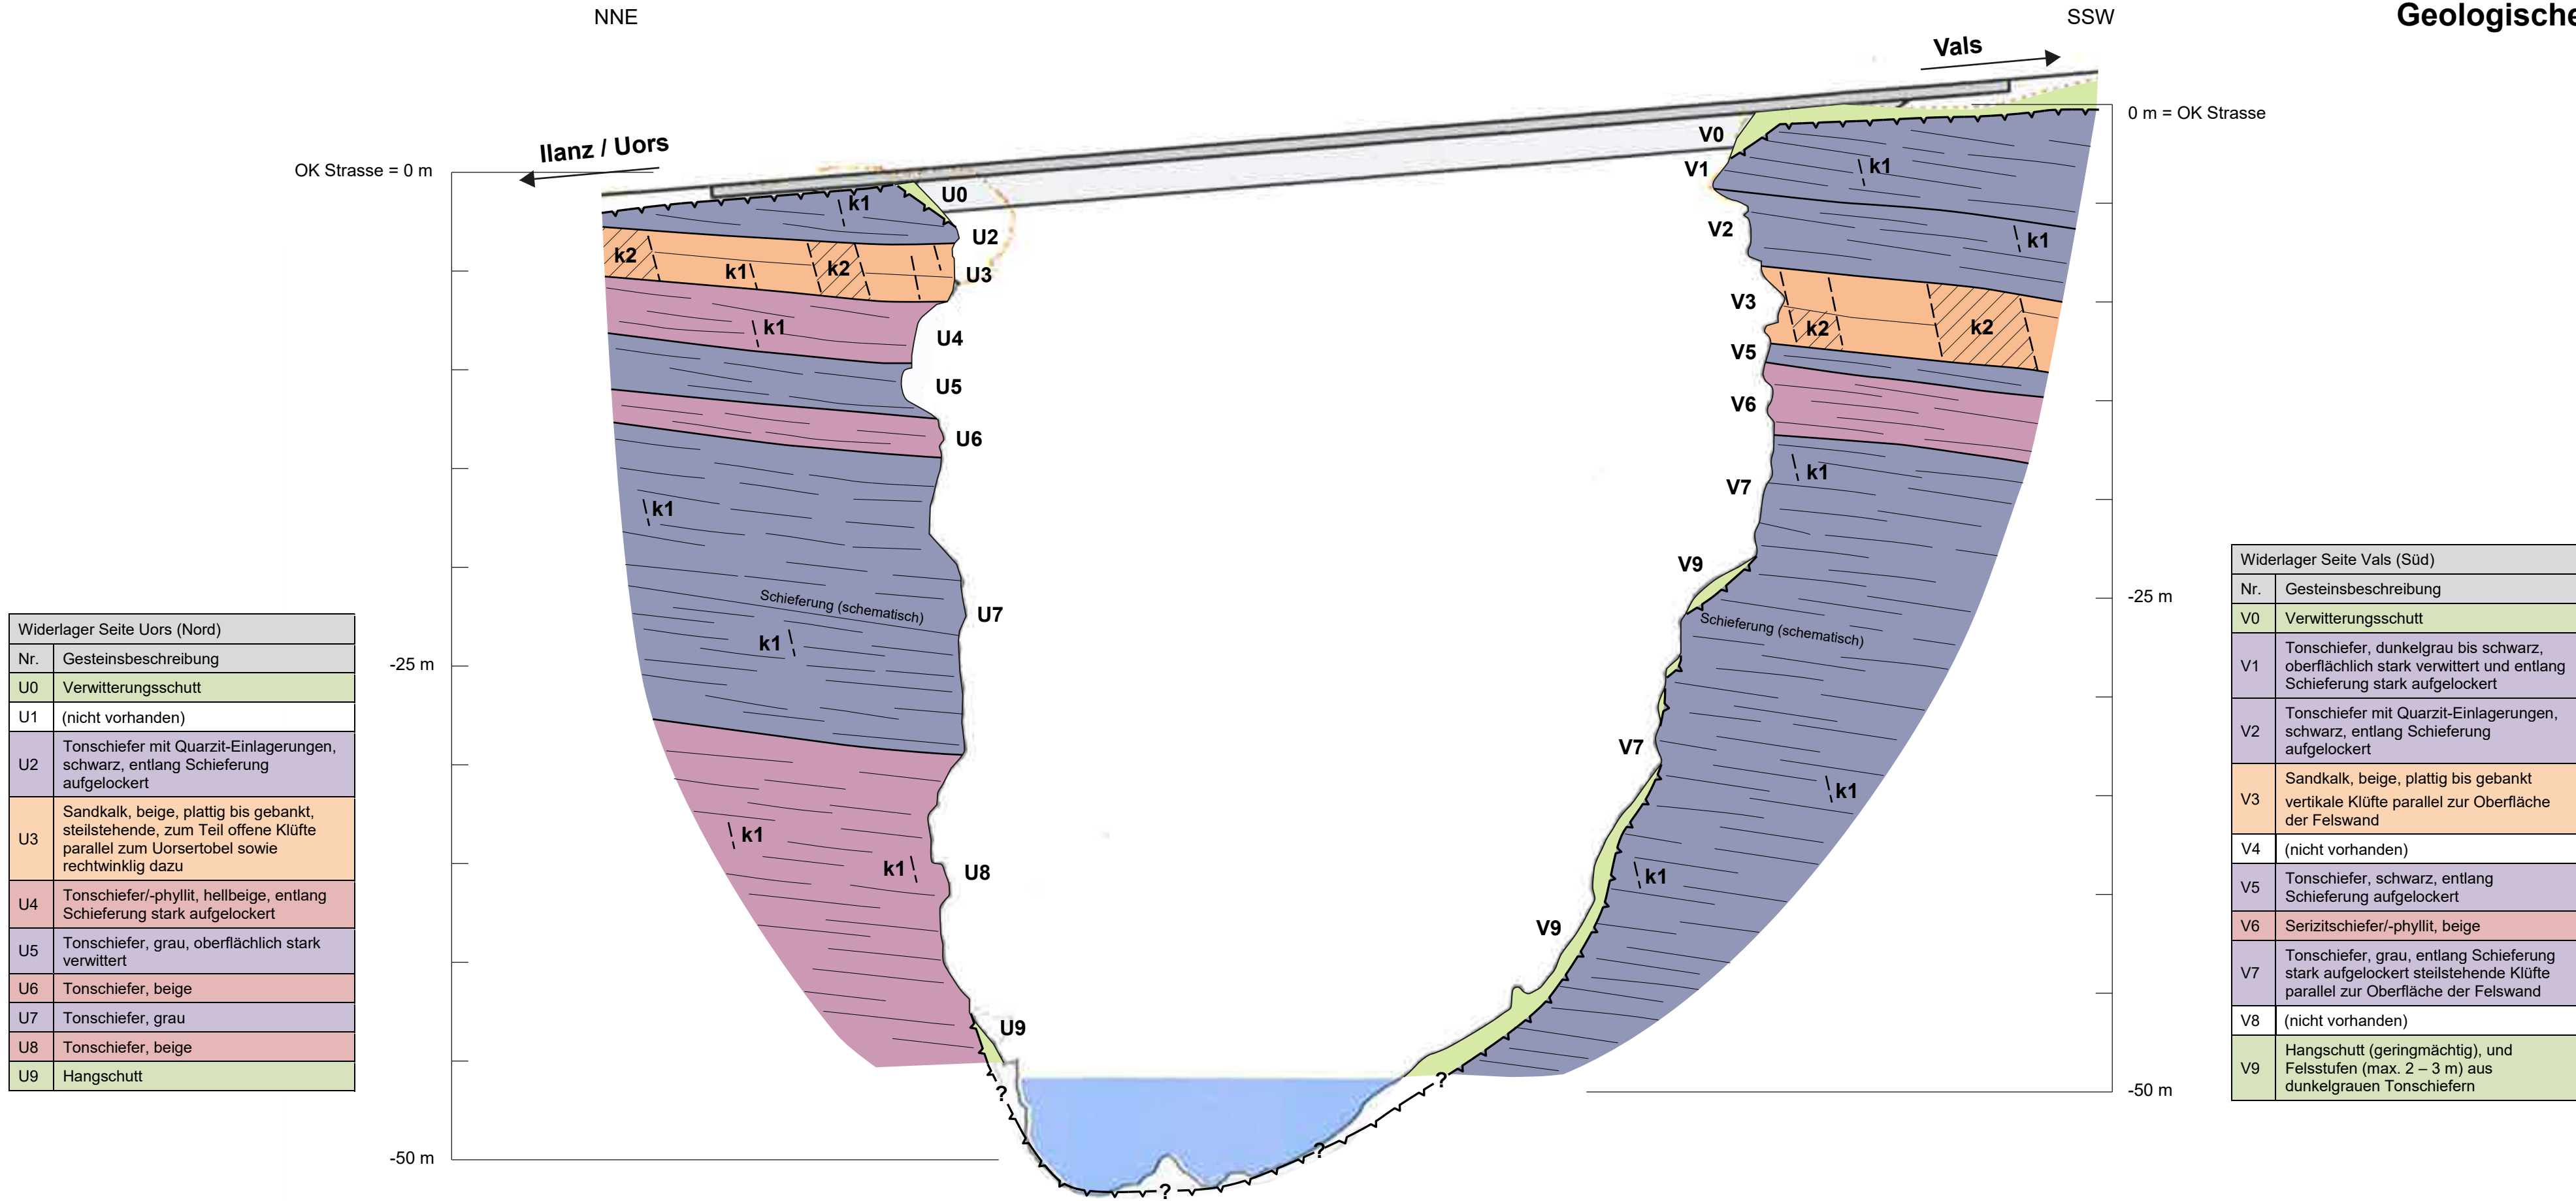 NNE
SSW
Geologische
Vals
0 m = OK Strasse
Ilanz / Uors
OK Strasse = 0 m
V0
V1
k1
U0
k1
U2
V2
k1
k2
k1
k2
U3
V3
k2
k2
k1
U4
V5
U5
V6
U6
k1
V7
k1
V9
Schieferung (schematisch)
U7
-25 m
Schieferung (schematisch)
k1
-25 m
V7
k1
k1
k1
U8
k1
V9
U9
?
?
-50 m
?
-50 m
?
Widerlager Seite Uors (Nord)
Nr. Gesteinsbeschreibung
U0 Verwitterungsschutt
U1 (nicht vorhanden)
U2 Tonschiefer mit Quarzit-Einlagerungen,
schwarz, entlang Schieferung
aufgelockert
U3 Sandkalk, beige, plattig bis gebankt,
steilstehende, zum Teil offene Klüfte
parallel zum Uorsertobel sowie
rechtwinklig dazu
U4 Tonschiefer/-phyllit, hellbeige, entlang
Schieferung stark aufgelockert
U5 Tonschiefer, grau, oberflächlich stark
verwittert
U6 Tonschiefer, beige
U7 Tonschiefer, grau
U8 Tonschiefer, beige
U9 Hangschutt
Widerlager Seite Vals (Süd)
Nr. Gesteinsbeschreibung
V0 Verwitterungsschutt
V1 Tonschiefer, dunkelgrau bis schwarz,
oberflächlich stark verwittert und entlang
Schieferung stark aufgelockert
V2 Tonschiefer mit Quarzit-Einlagerungen,
schwarz, entlang Schieferung
aufgelockert
V3 Sandkalk, beige, plattig bis gebankt
vertikale Klüfte parallel zur Oberfläche
der Felswand
V4 (nicht vorhanden)
V5 Tonschiefer, schwarz, entlang
Schieferung aufgelockert
V6 Serizitschiefer/-phyllit, beige
V7 Tonschiefer, grau, entlang Schieferung
stark aufgelockert steilstehende Klüfte
parallel zur Oberfläche der Felswand
V8 (nicht vorhanden)
V9 Hangschutt (geringmächtig), und
Felsstufen (max. 2 – 3 m) aus
dunkelgrauen Tonschiefern